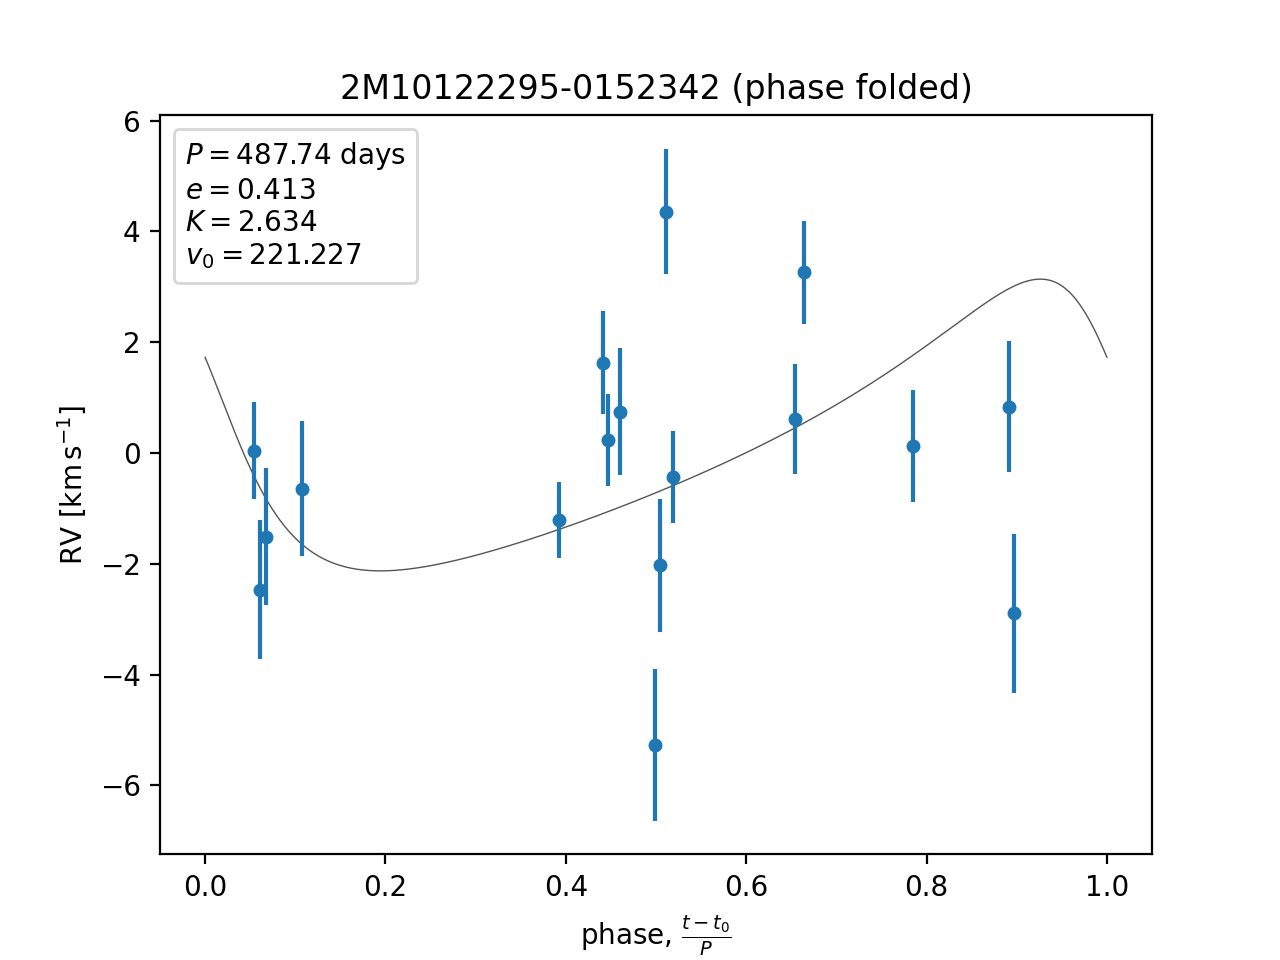 2M10122295-0152342 (phase folded)
P = 487.74 days
e = 0.413
K = 2.634
v₀ = 221.227
6
4
2
0
−2
−4
−6
RV [km s⁻¹]
0.0 0.2 0.4 0.6 0.8 1.0
phase, (t − t₀)/P